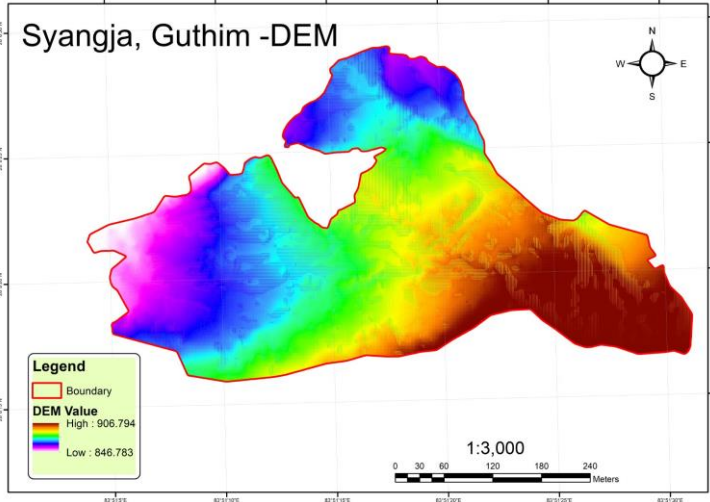 Syangja, Guthim -DEM
N
W E
S
Legend
Boundary
DEM Value
High : 906.794
Low : 846.783
1:3,000
0 30 60 120 180 240
Meters